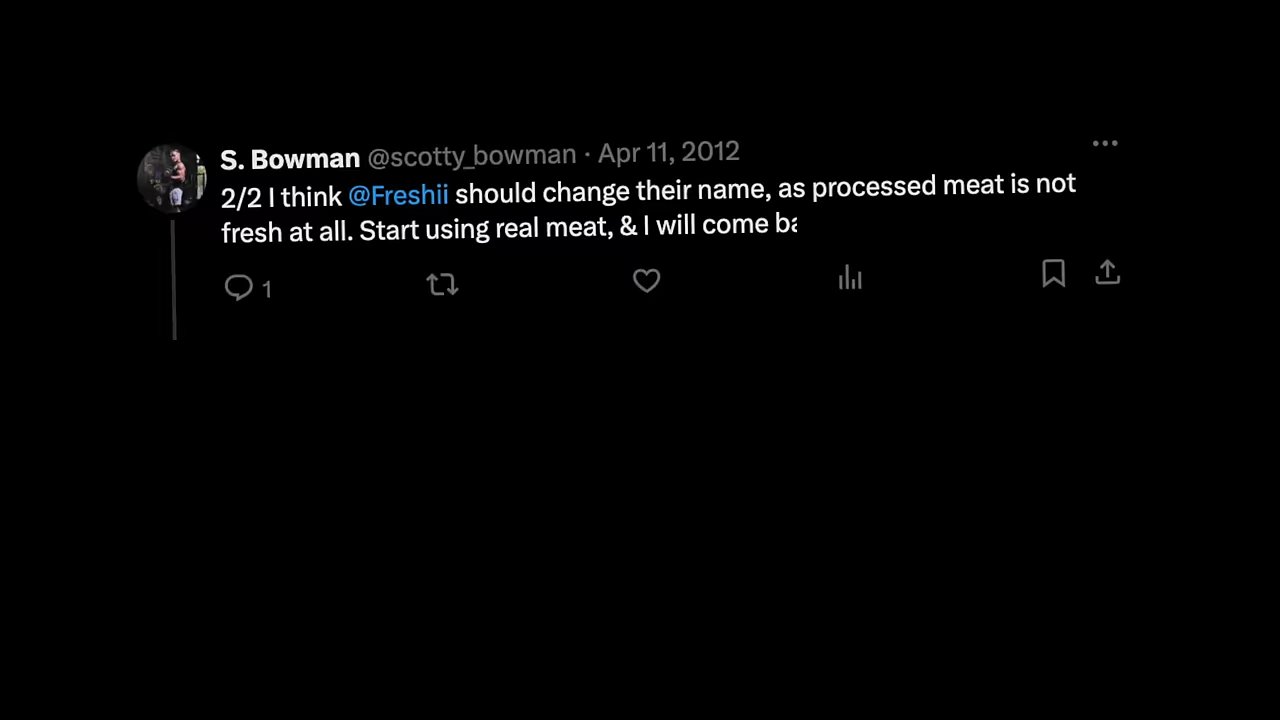 S. Bowman @scotty_bowman · Apr 11, 2012
2/2 I think @Freshii should change their name, as processed meat is not
fresh at all. Start using real meat, & I will come ba
1